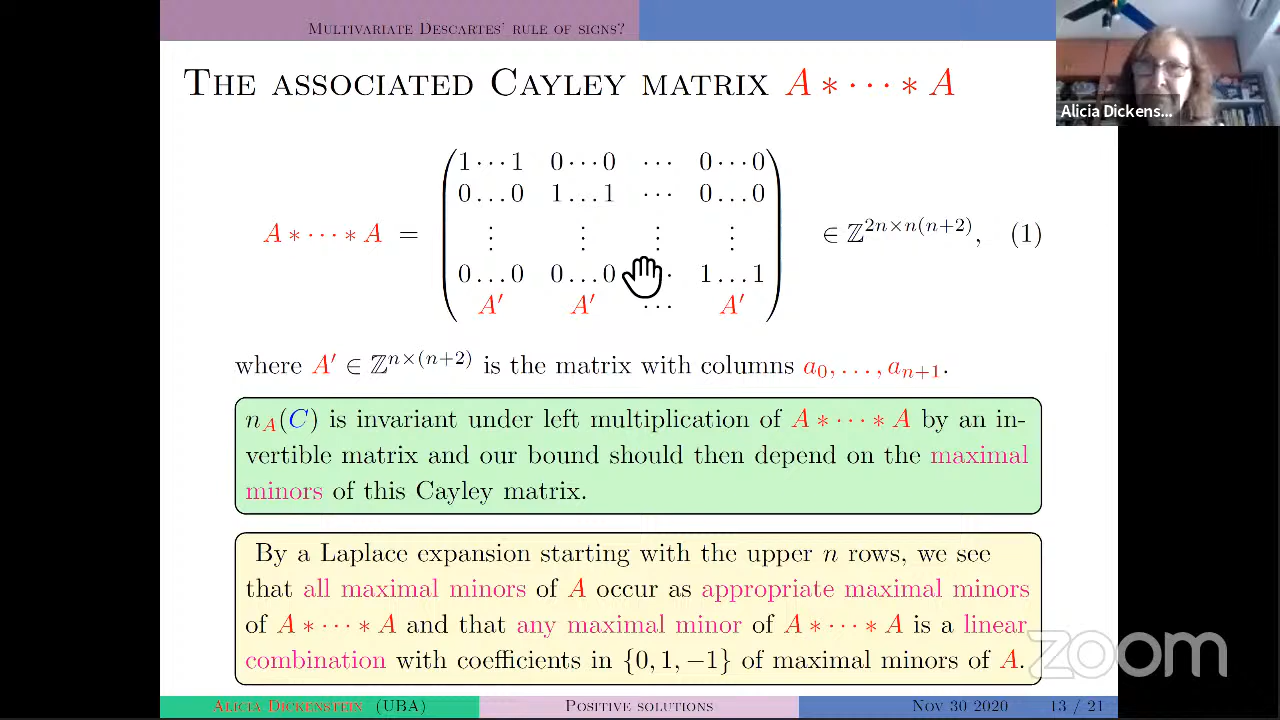 MULTIVARIATE DESCARTES' RULE OF SIGNS?
THE ASSOCIATED CAYLEY MATRIX A ∗ ··· ∗ A
Alicia Dickens...
1 ··· 1 0 ··· 0 ··· 0 ··· 0
0 ... 0 1 ... 1 ··· 0 ... 0
A ∗ ··· ∗ A = ⋮ ⋮ ⋮ ⋮ ∈ ℤ^{2n×n(n+2)}, (1)
0 ... 0 0 ... 0 ··· 1 ... 1
A′ A′ ··· A′
where A′ ∈ ℤ^{n×(n+2)} is the matrix with columns a_0, ..., a_{n+1}.
n_A(C) is invariant under left multiplication of A ∗ ··· ∗ A by an in-
vertible matrix and our bound should then depend on the maximal
minors of this Cayley matrix.
By a Laplace expansion starting with the upper n rows, we see
that all maximal minors of A occur as appropriate maximal minors
of A ∗ ··· ∗ A and that any maximal minor of A ∗ ··· ∗ A is a linear
combination with coefficients in {0, 1, −1} of maximal minors of A.
zoom
ALICIA DICKENSTEIN (UBA) POSITIVE SOLUTIONS NOV 30 2020 13 / 21